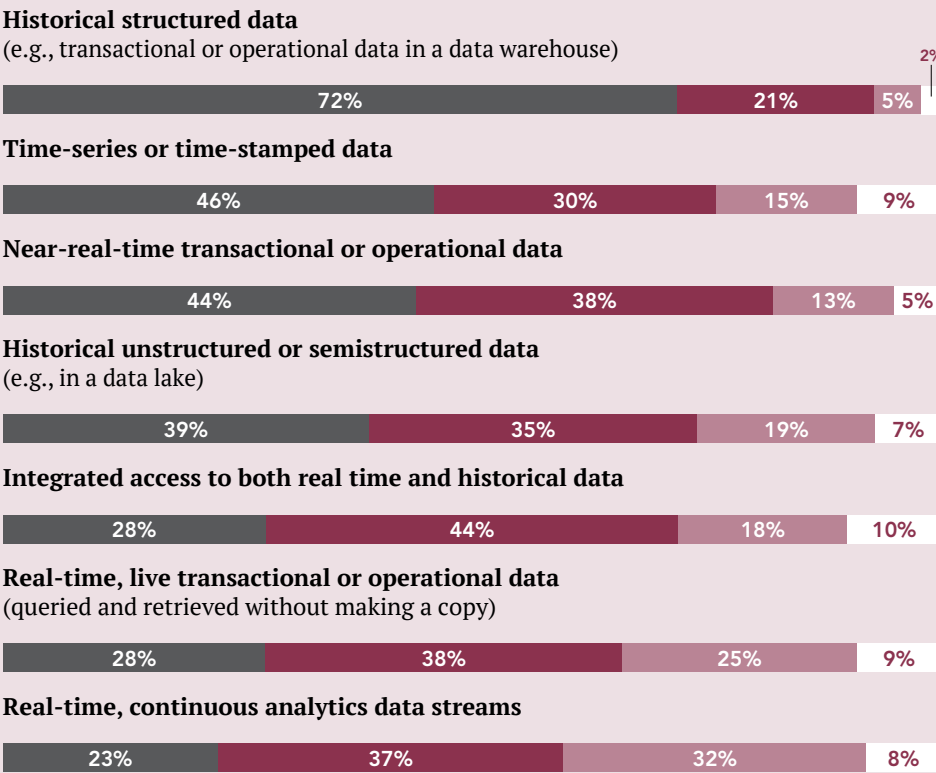 Historical structured data
(e.g., transactional or operational data in a data warehouse)
2%
72% 21% 5%
Time-series or time-stamped data
46% 30% 15% 9%
Near-real-time transactional or operational data
44% 38% 13% 5%
Historical unstructured or semistructured data
(e.g., in a data lake)
39% 35% 19% 7%
Integrated access to both real time and historical data
28% 44% 18% 10%
Real-time, live transactional or operational data
(queried and retrieved without making a copy)
28% 38% 25% 9%
Real-time, continuous analytics data streams
23% 37% 32% 8%